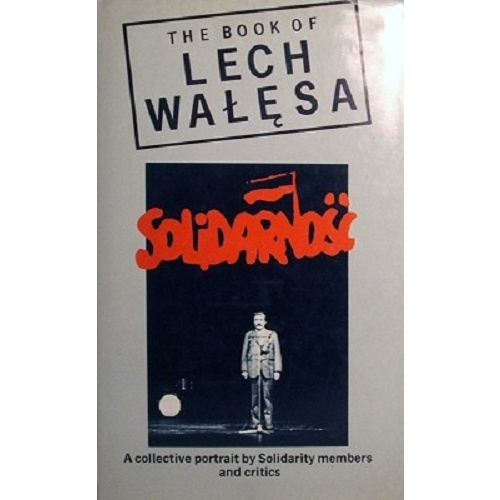 THE BOOK OF
LECH
WAŁĘSA
SOLIDARNOŚĆ
A collective portrait by Solidarity members
and critics